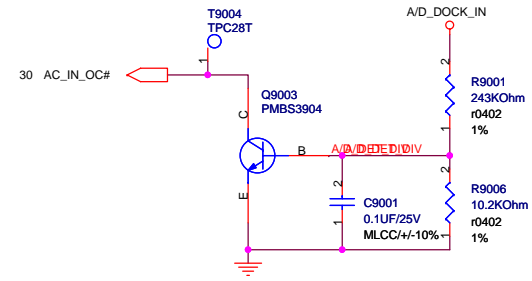 T9004
TPC28T
A/D_DOCK_IN
1
2
30 AC_IN_OC#
Q9003
PMBS3904
R9001
243KOhm
r0402
1%
C
1
B
2
2
R9006
10.2KOhm
r0402
1%
E
C9001
0.1UF/25V
MLCC/+/-10%
1
1